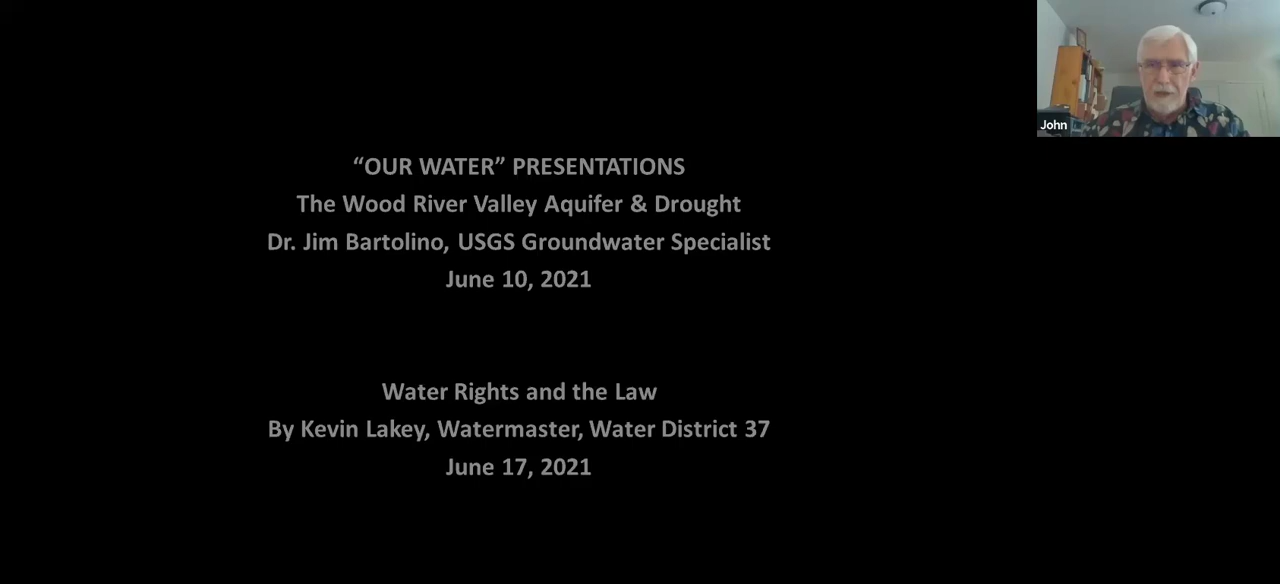 “OUR WATER” PRESENTATIONS
The Wood River Valley Aquifer & Drought
Dr. Jim Bartolino, USGS Groundwater Specialist
June 10, 2021
Water Rights and the Law
By Kevin Lakey, Watermaster, Water District 37
June 17, 2021
John